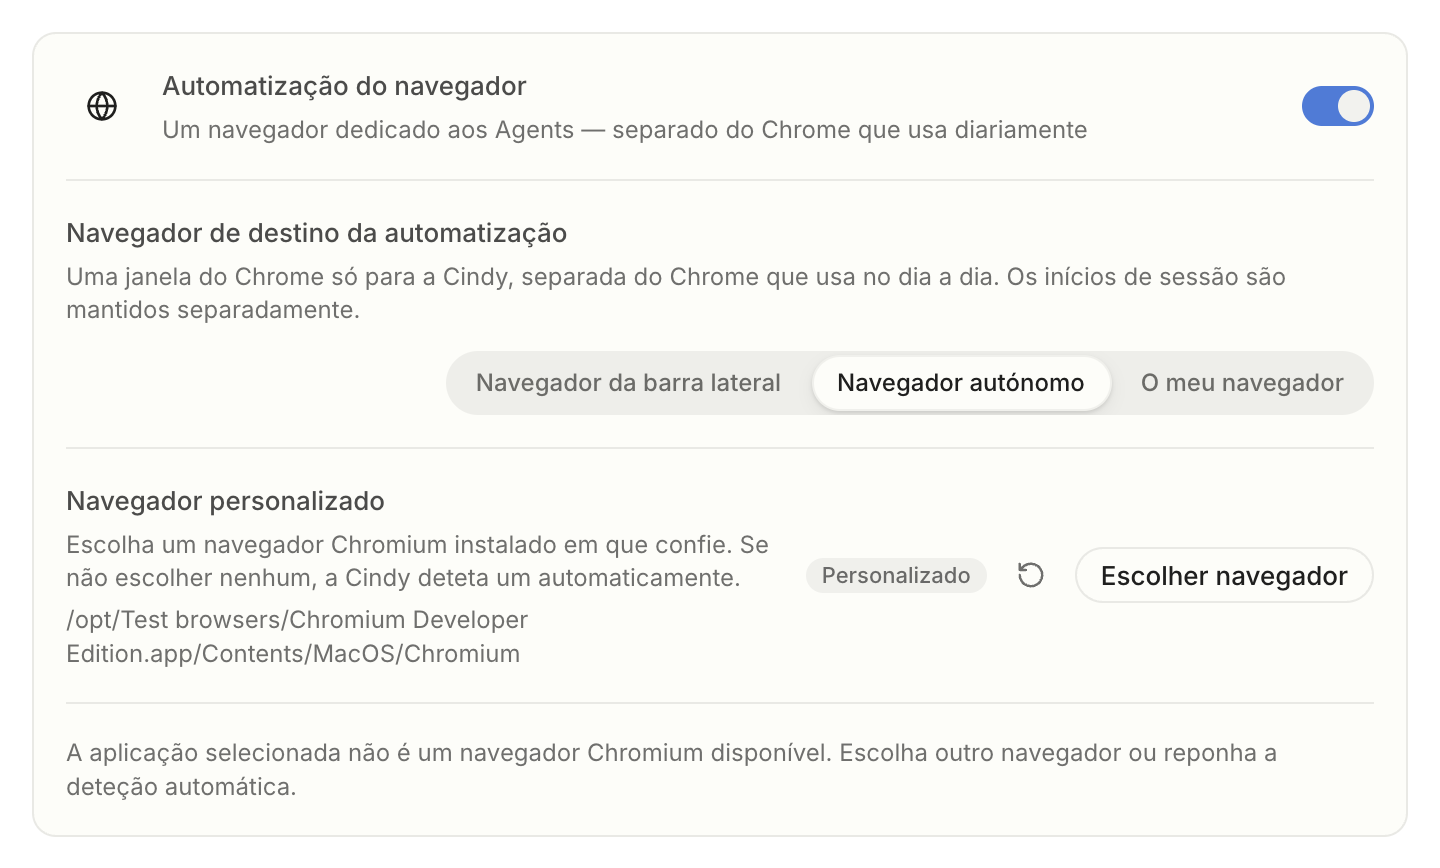 Automatização do navegador
Um navegador dedicado aos Agents — separado do Chrome que usa diariamente
Navegador de destino da automatização
Uma janela do Chrome só para a Cindy, separada do Chrome que usa no dia a dia. Os inícios de sessão são
mantidos separadamente.
Navegador da barra lateral
Navegador autónomo
O meu navegador
Navegador personalizado
Escolha um navegador Chromium instalado em que confie. Se
não escolher nenhum, a Cindy deteta um automaticamente.
/opt/Test browsers/Chromium Developer
Edition.app/Contents/MacOS/Chromium
Personalizado
Escolher navegador
A aplicação selecionada não é um navegador Chromium disponível. Escolha outro navegador ou reponha a
deteção automática.